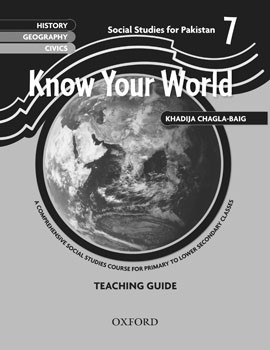 HISTORY
GEOGRAPHY
CIVICS
Social Studies for Pakistan 7
Know Your World
KHADIJA CHAGLA-BAIG
A COMPREHENSIVE SOCIAL STUDIES COURSE FOR PRIMARY TO LOWER SECONDARY CLASSES
TEACHING GUIDE
OXFORD